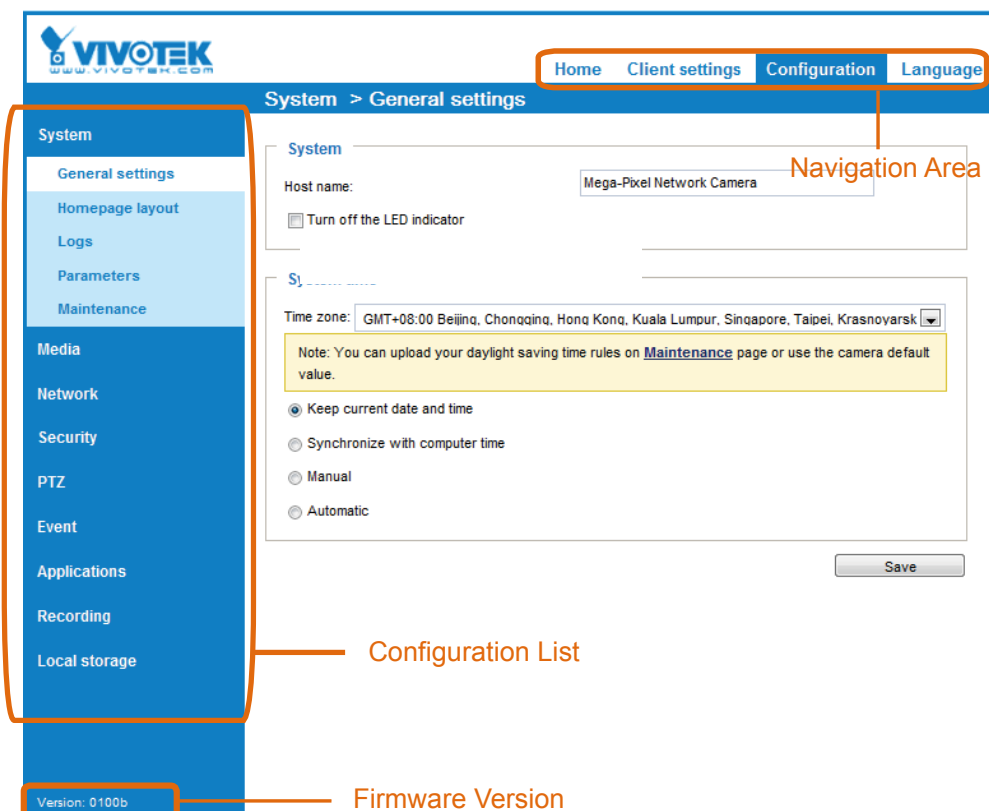 VIVOTEK
www.vivotek.com
Home Client settings Configuration Language
System > General settings
System
General settings
Homepage layout
Logs
Parameters
Maintenance
Media
Network
Security
PTZ
Event
Applications
Recording
Local storage
Version: 0100b
System
Host name: Mega-Pixel Network Camera
Turn off the LED indicator
Navigation Area
Time zone: GMT+08:00 Beijing, Chongqing, Hong Kong, Kuala Lumpur, Singapore, Taipei, Krasnoyarsk
Note: You can upload your daylight saving time rules on Maintenance page or use the camera default
value.
Keep current date and time
Synchronize with computer time
Manual
Automatic
Save
Configuration List
Firmware Version